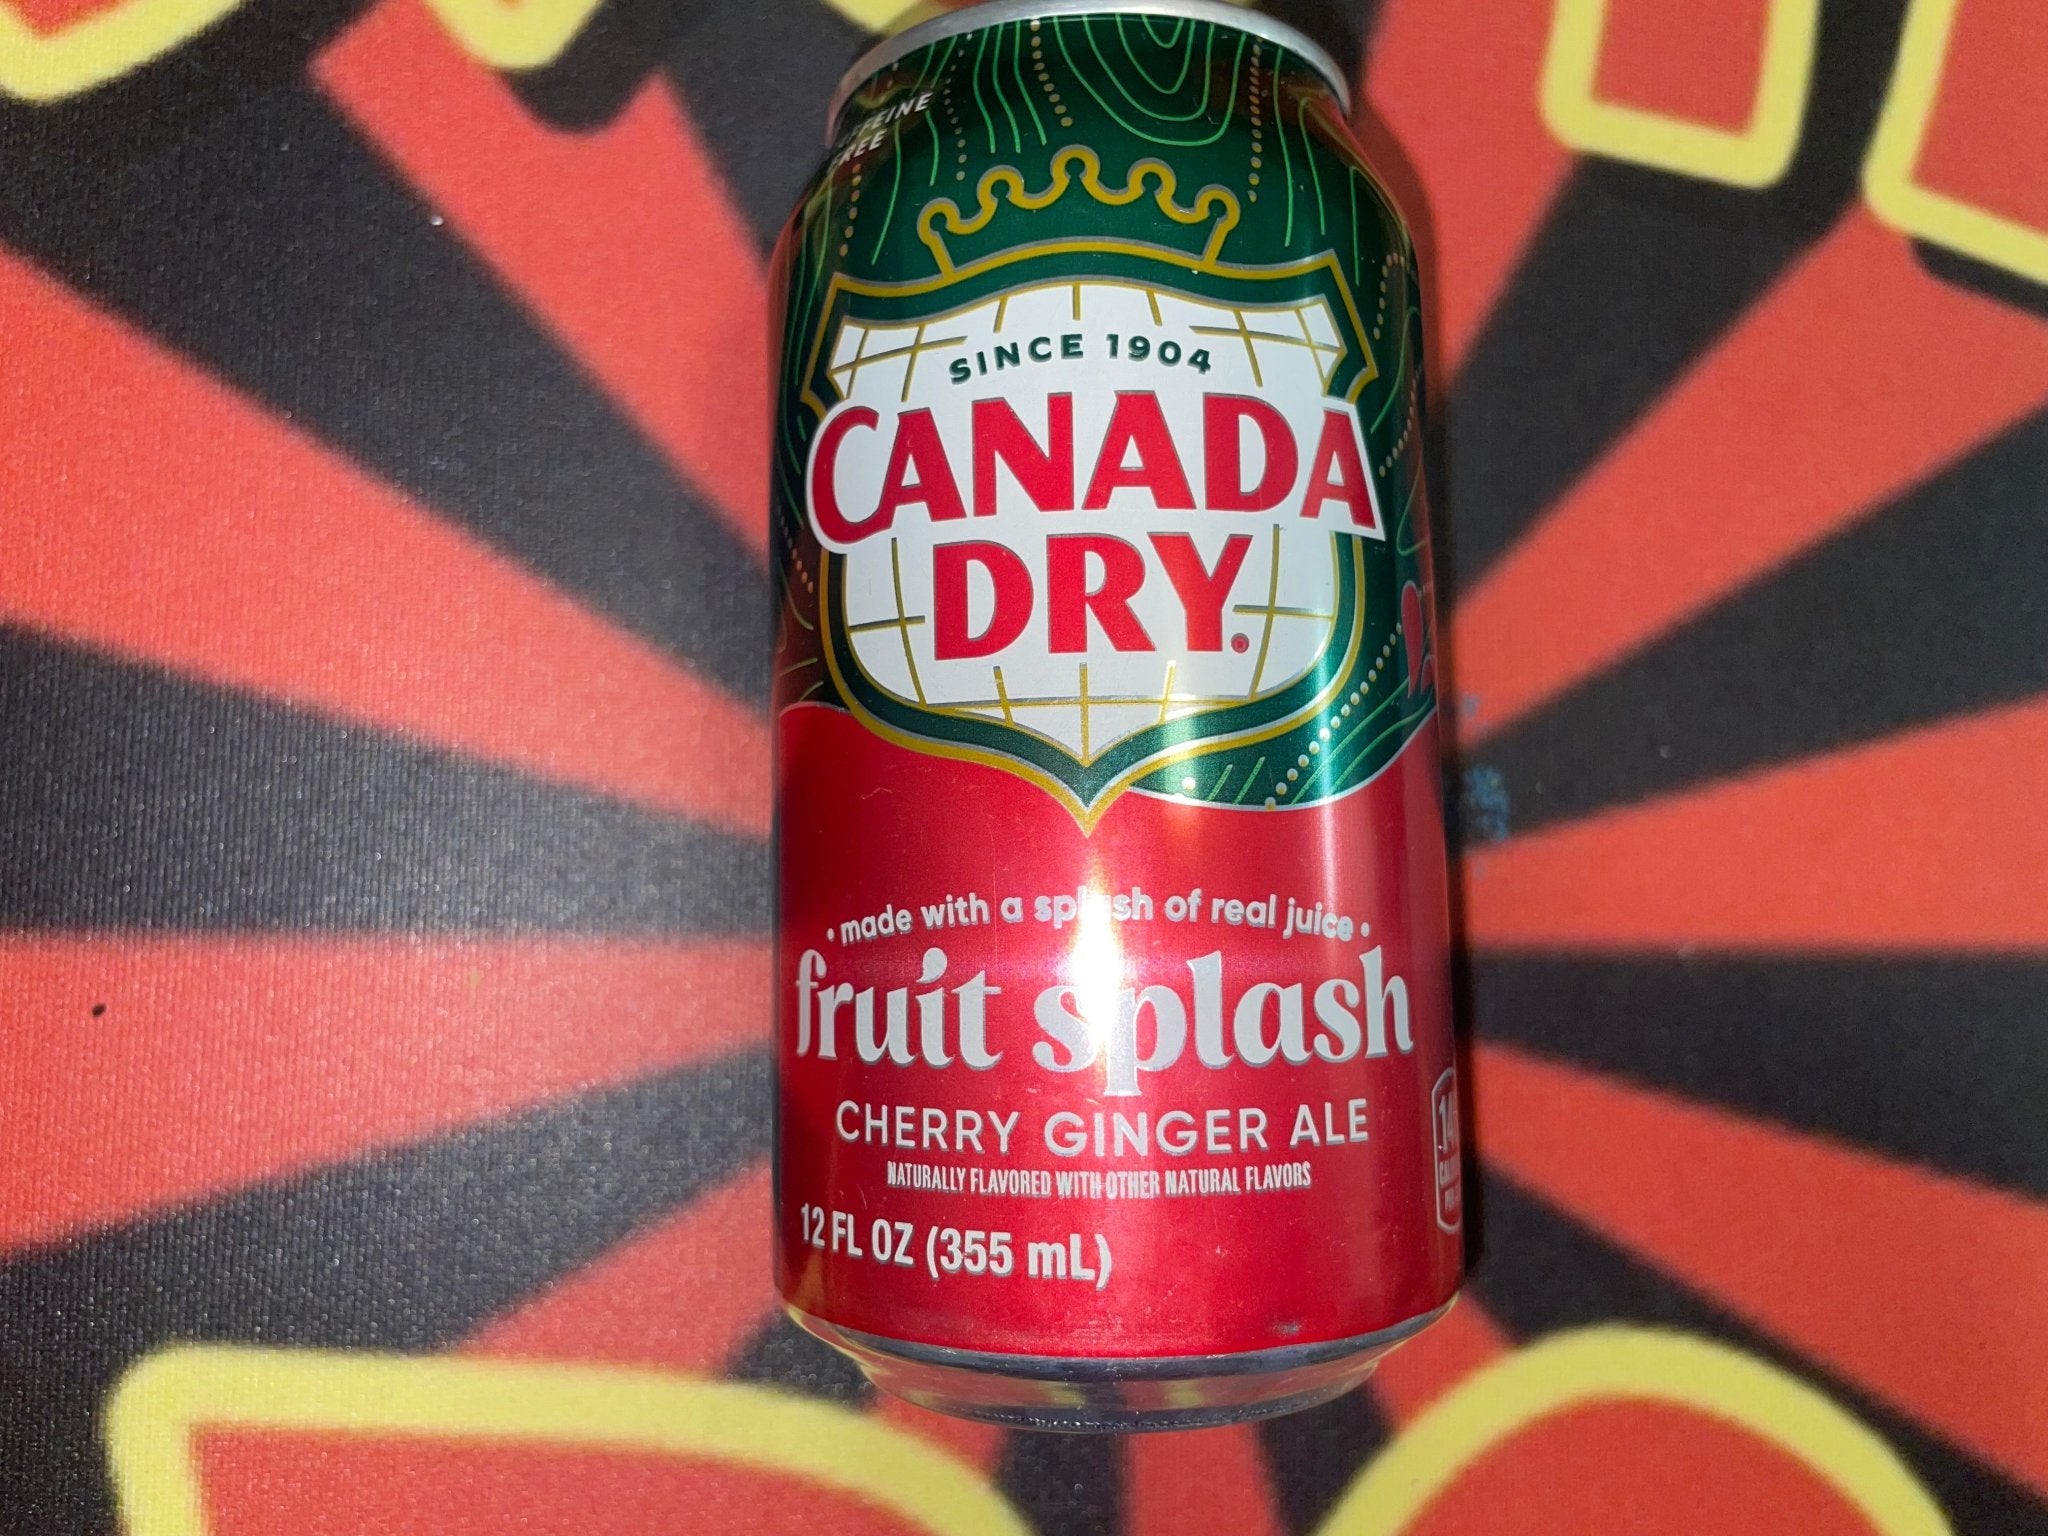 FREE
SINCE 1904
CANADA
DRY®
• made with a splash of real juice •
fruit splash
CHERRY GINGER ALE
NATURALLY FLAVORED WITH OTHER NATURAL FLAVORS
12 FL OZ (355 mL)